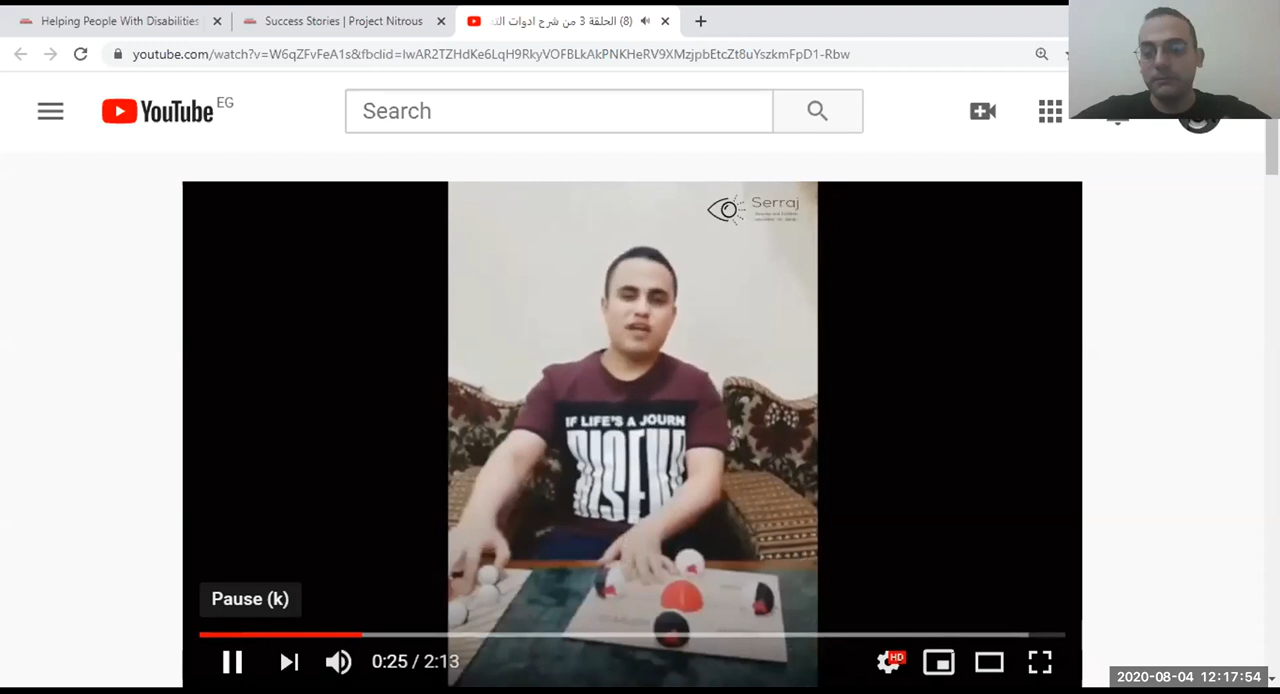 Helping People With Disabilities
Success Stories | Project Nitrous
(8) الحلقة 3 من شرح ادوات الت
youtube.com/watch?v=W6qZFvFeA1s&fbclid=IwAR2TZHdKe6LqH9RkyVOFBLkAkPNKHeRV9XMzjpbEtcZt8uYszkmFpD1-Rbw
YouTube EG
Search
Serraj
IF LIFE'S A JOURN
Pause (k)
0:25 / 2:13
HD
2020-08-04 12:17:54